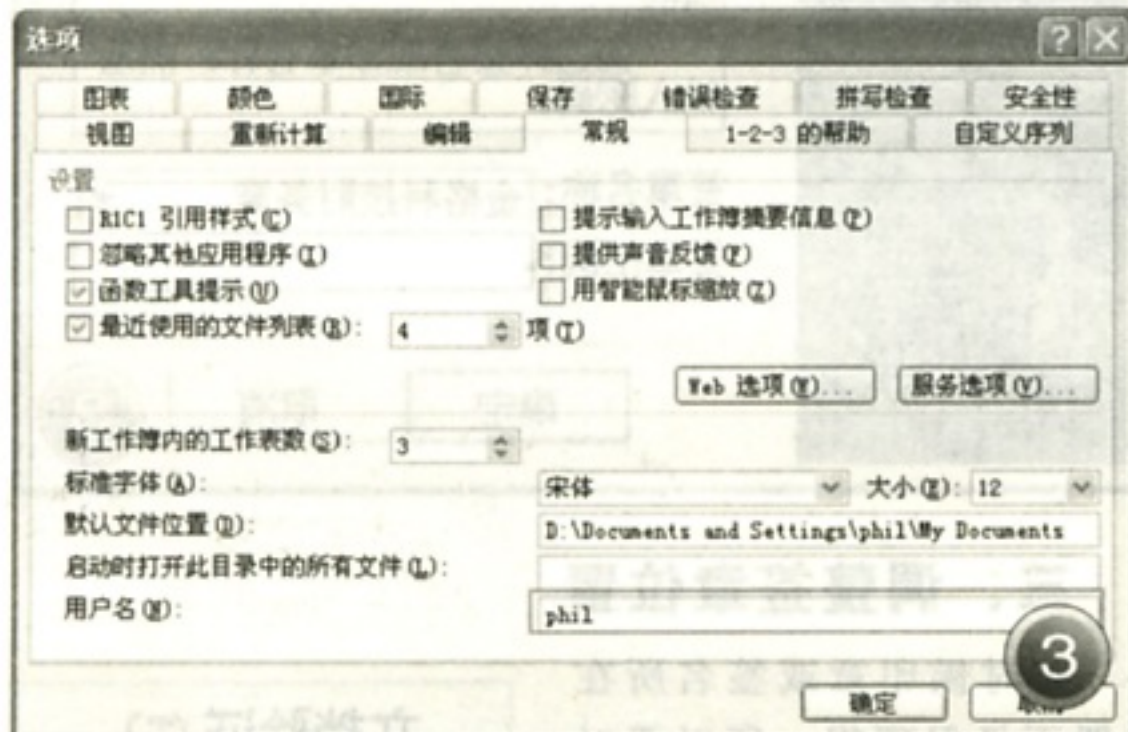 选项
图表 颜色 国际 保存 错误检查 拼写检查 安全性
视图 重新计算 编辑 常规 1-2-3 的帮助 自定义序列
设置
R1C1 引用样式(C) 提示输入工作簿摘要信息(P)
忽略其他应用程序(I) 提供声音反馈(F)
函数工具提示(U) 用智能鼠标缩放(Z)
最近使用的文件列表(R): 4 项(T)
Web 选项(W)... 服务选项(V)...
新工作簿内的工作表数(S): 3
标准字体(A): 宋体 大小(E): 12
默认文件位置(D): D:\Documents and Settings\phil\My Documents
启动时打开此目录中的所有文件(L):
用户名(N): phil
3
确定